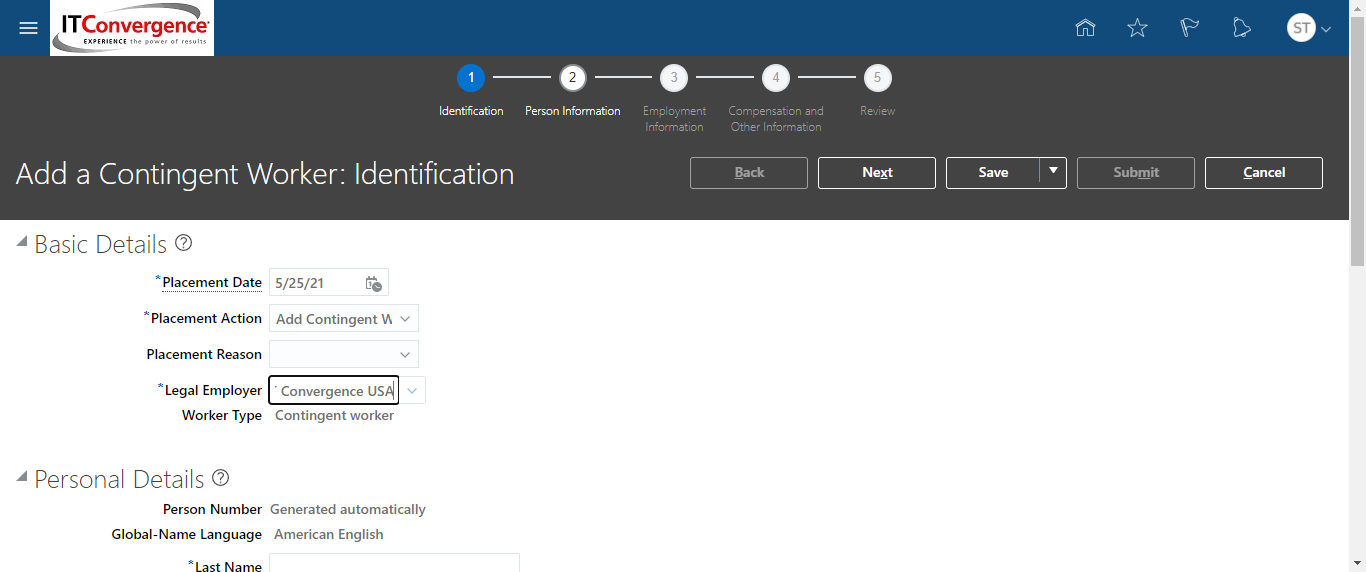 ITConvergence
EXPERIENCE the power of results
ST
1
2
3
4
5
Identification
Person Information
Employment
Information
Compensation and
Other Information
Review
Add a Contingent Worker: Identification
Back
Next
Save
Submit
Cancel
Basic Details
*Placement Date 5/25/21
*Placement Action Add Contingent W
Placement Reason
*Legal Employer Convergence USA
Worker Type Contingent worker
Personal Details
Person Number Generated automatically
Global-Name Language American English
*Last Name